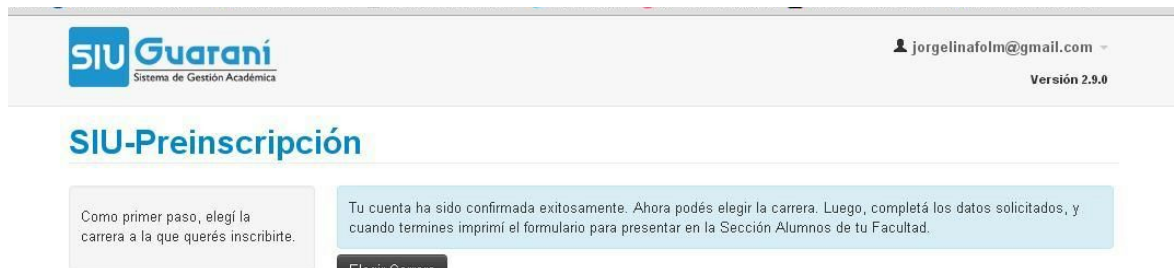 SIU Guaraní
Sistema de Gestión Académica
jorgelinafolm@gmail.com
Versión 2.9.0
SIU-Preinscripción
Como primer paso, elegí la
carrera a la que querés inscribirte.
Tu cuenta ha sido confirmada exitosamente. Ahora podés elegir la carrera. Luego, completá los datos solicitados, y
cuando termines imprimí el formulario para presentar en la Sección Alumnos de tu Facultad.
Elegir Carrera